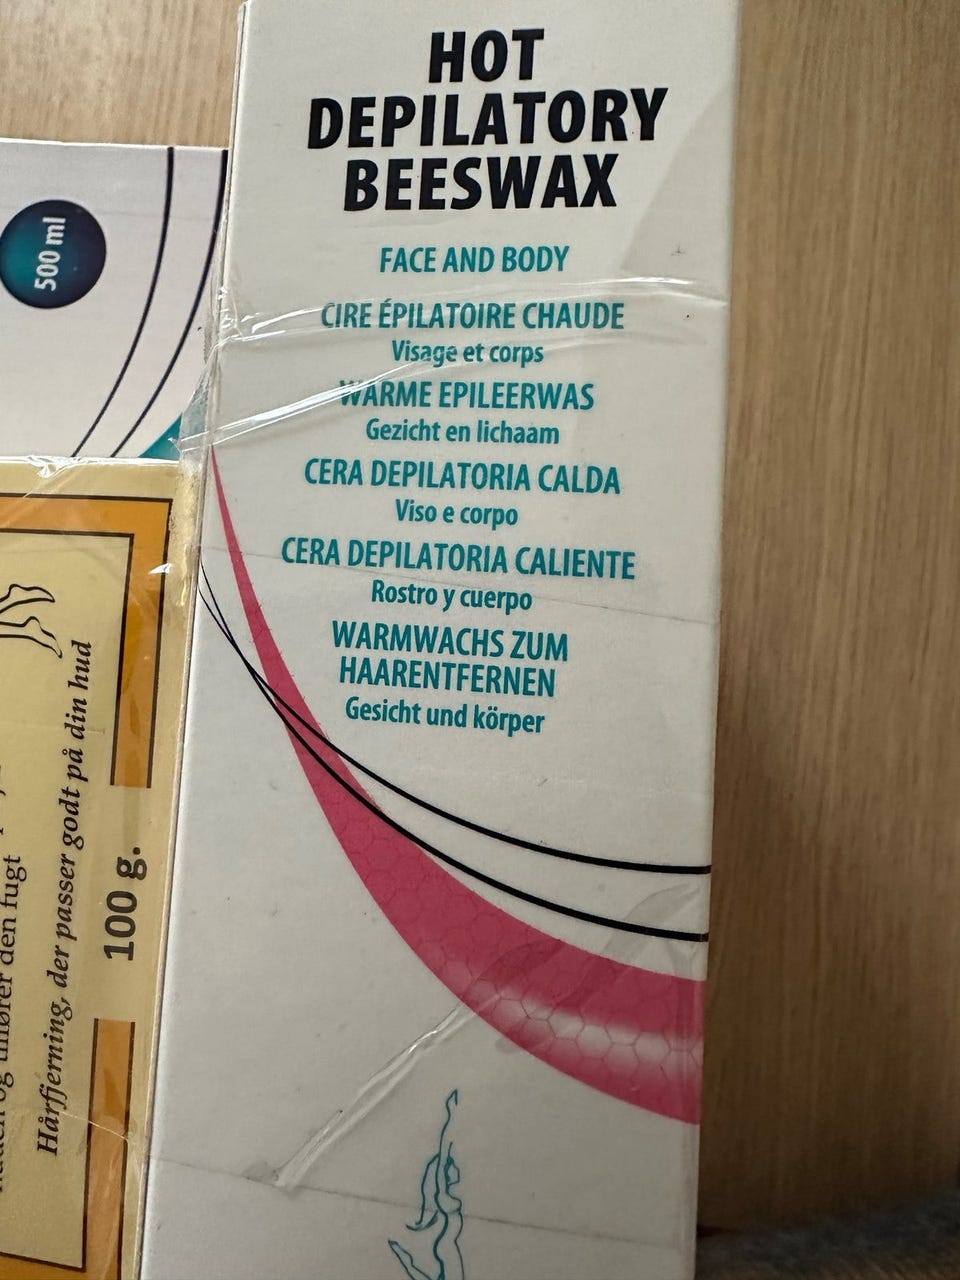 HOT
DEPILATORY
BEESWAX
FACE AND BODY
CIRE ÉPILATOIRE CHAUDE
Visage et corps
WARME EPILEERWAS
Gezicht en lichaam
CERA DEPILATORIA CALDA
Viso e corpo
CERA DEPILATORIA CALIENTE
Rostro y cuerpo
WARMWACHS ZUM
HAARENTFERNEN
Gesicht und körper
500 ml
den fugt
Hårfjerning, der passer godt på din hud
100 g.